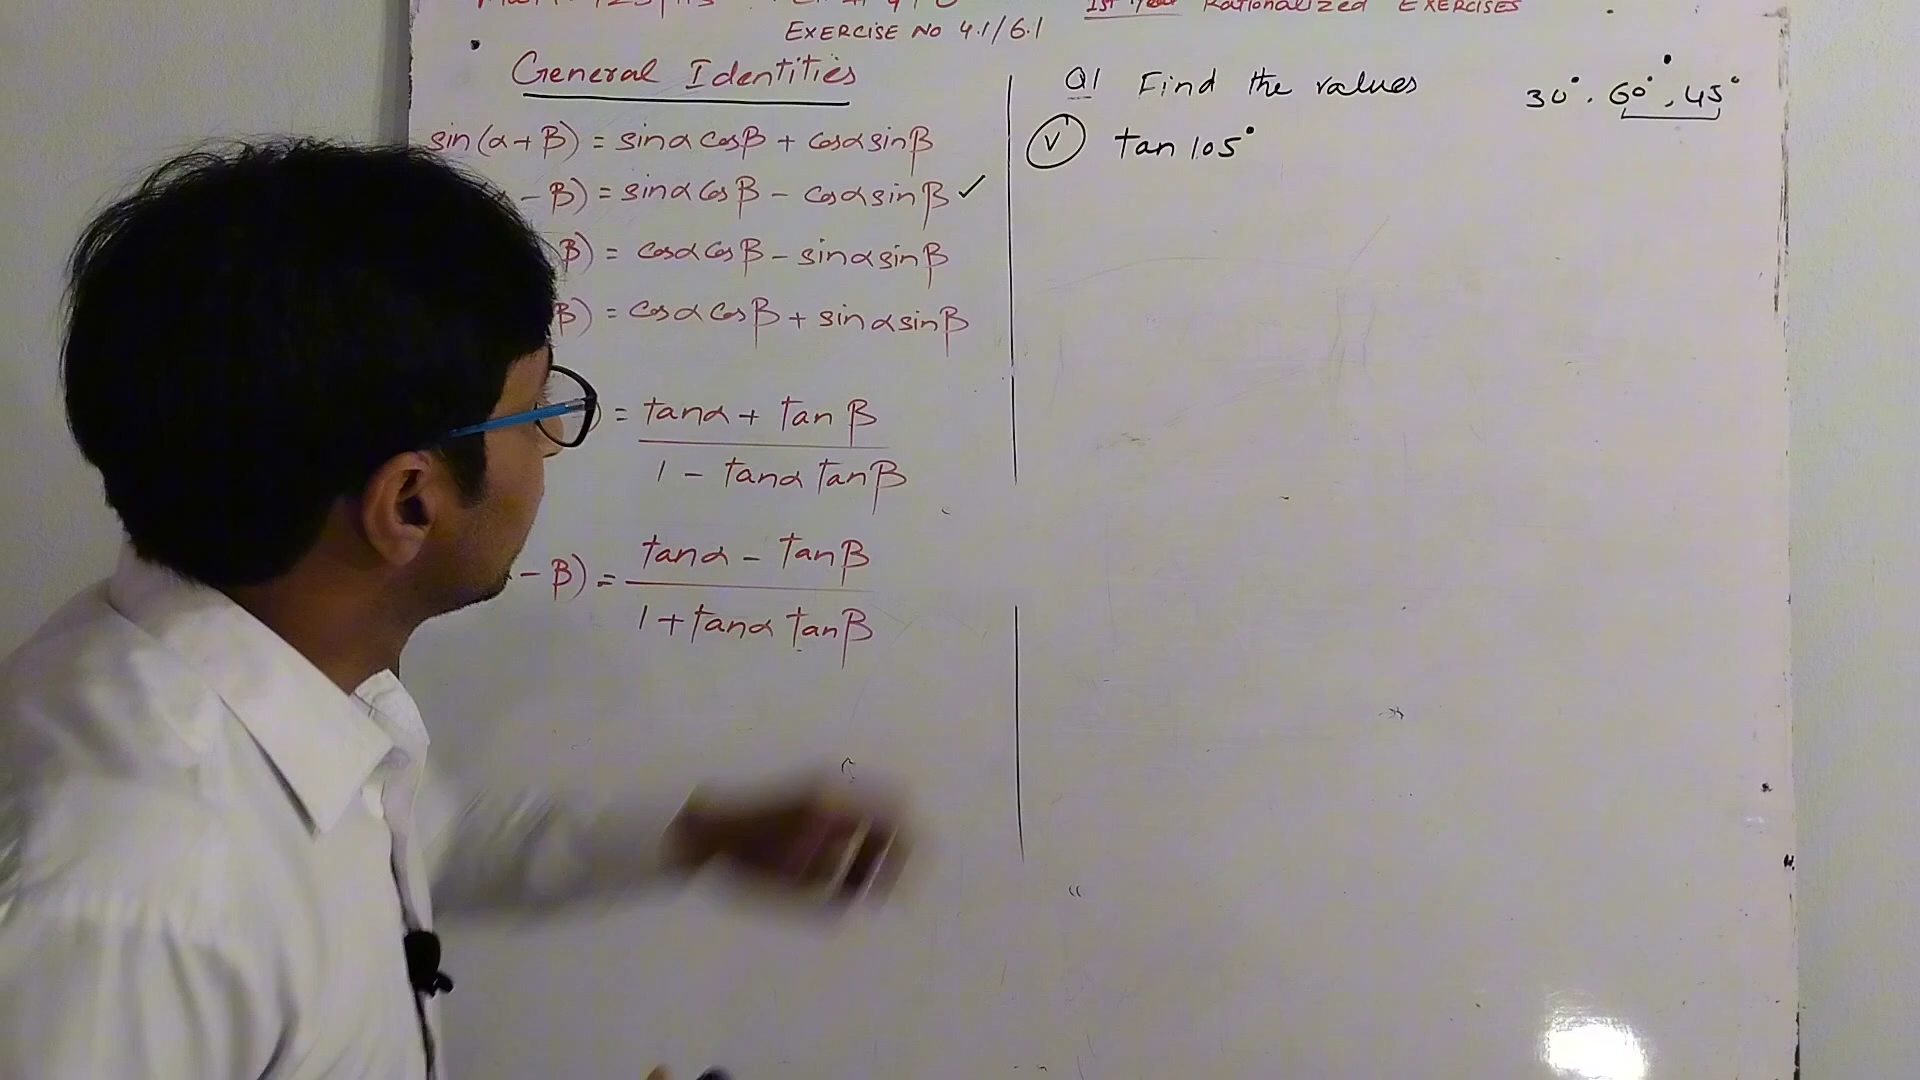 1st Year Rationalized EXERCISES
EXERCISE NO 4.1/6.1
General Identities
sin(α+β) = sinα cosβ + cosα sinβ
- β) = sinα cosβ - cosα sinβ ✓
β) = cosα cosβ - sinα sinβ
β) = cosα cosβ + sinα sinβ
) = tanα + tanβ
1 - tanα tanβ
- β) = tanα - tanβ
1 + tanα tanβ
Q1 Find the values
30°, 60°, 45°
v tan 105°